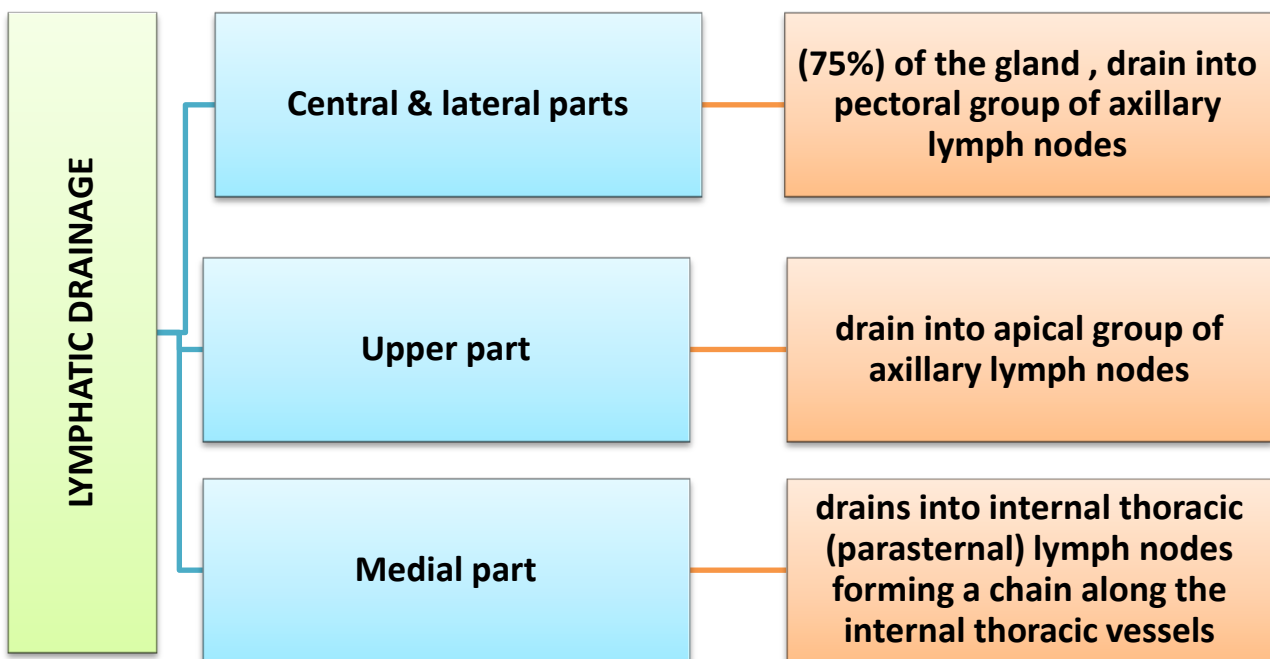 LYMPHATIC DRAINAGE
Central & lateral parts
(75%) of the gland , drain into
pectoral group of axillary
lymph nodes
Upper part
drain into apical group of
axillary lymph nodes
Medial part
drains into internal thoracic
(parasternal) lymph nodes
forming a chain along the
internal thoracic vessels